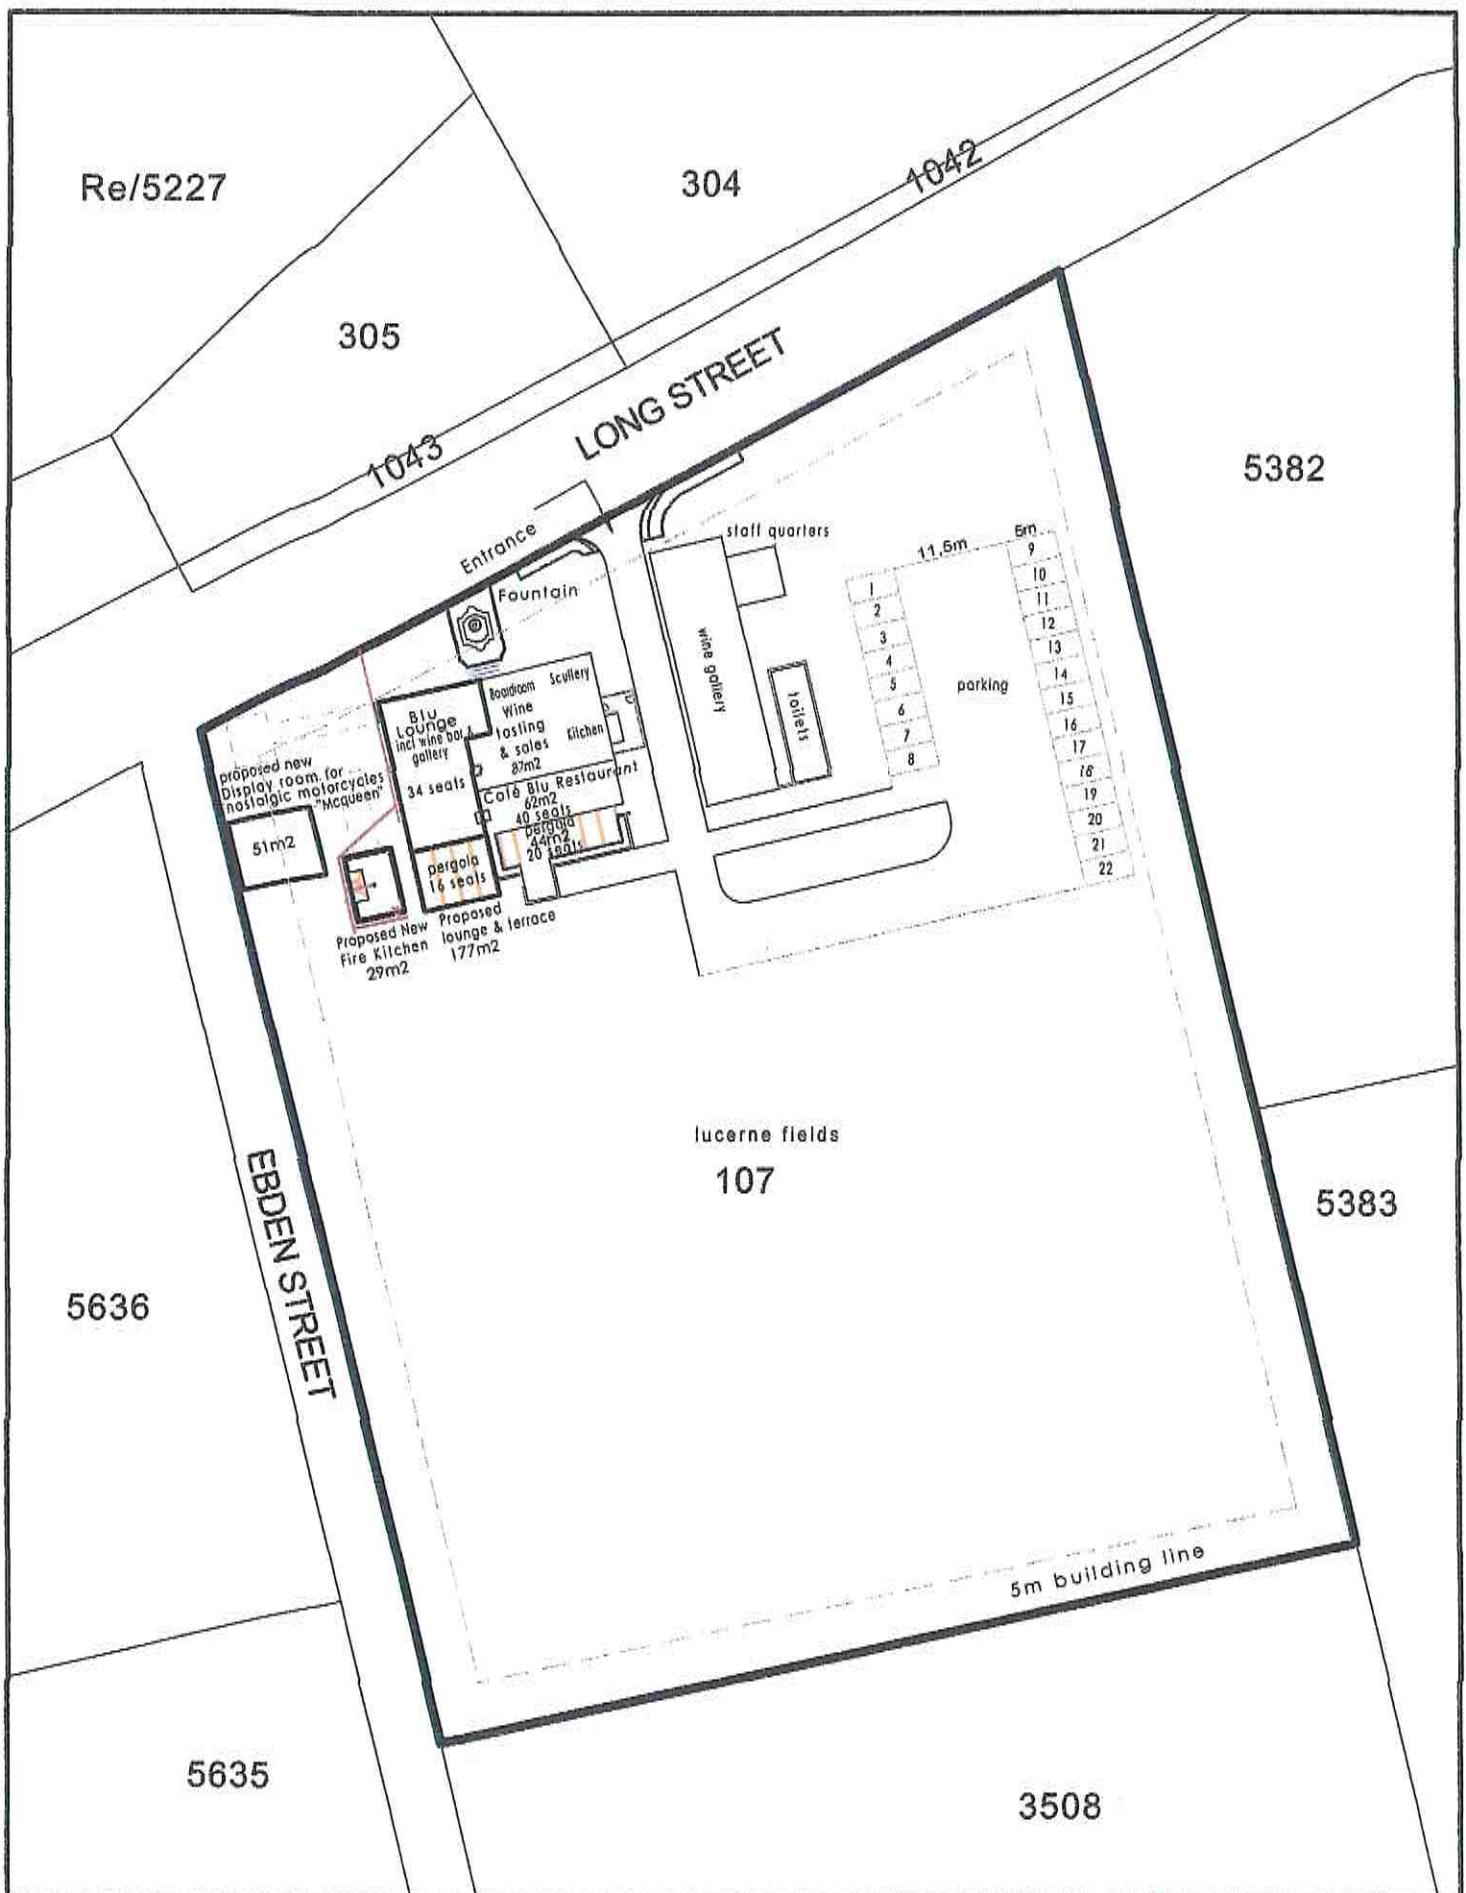 Re/5227
304
1042
305
LONG STREET
1043
5382
Entrance
staff quarters
11,5m
5m
Fountain
1
2
3
4
5
6
7
8
9
10
11
12
13
14
15
16
17
18
19
20
21
22
parking
wine gallery
toilets
Boardroom
Scullery
Wine
tasting
& sales
87m2
Kitchen
Blu
Lounge
incl wine bar &
gallery
34 seats
Café Blu Restaurant
62m2
40 seats
pergola
44m2
20 seats
proposed new
Display room for
nostalgic motorcycles
"Mcqueen"
51m2
pergola
16 seats
Proposed New
Fire Kitchen
29m2
Proposed
lounge & terrace
177m2
lucerne fields
107
5383
EBDEN STREET
5636
5m building line
5635
3508